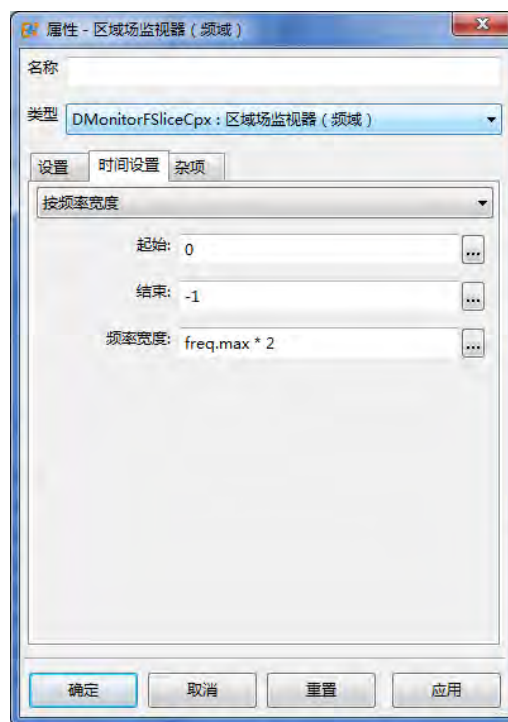 属性 - 区域场监视器（频域）
名称
类型 DMonitorFSliceCpx：区域场监视器（频域）
设置 时间设置 杂项
按频率宽度
起始: 0 ...
结束: -1 ...
频率宽度: freq.max * 2 ...
确定 取消 重置 应用